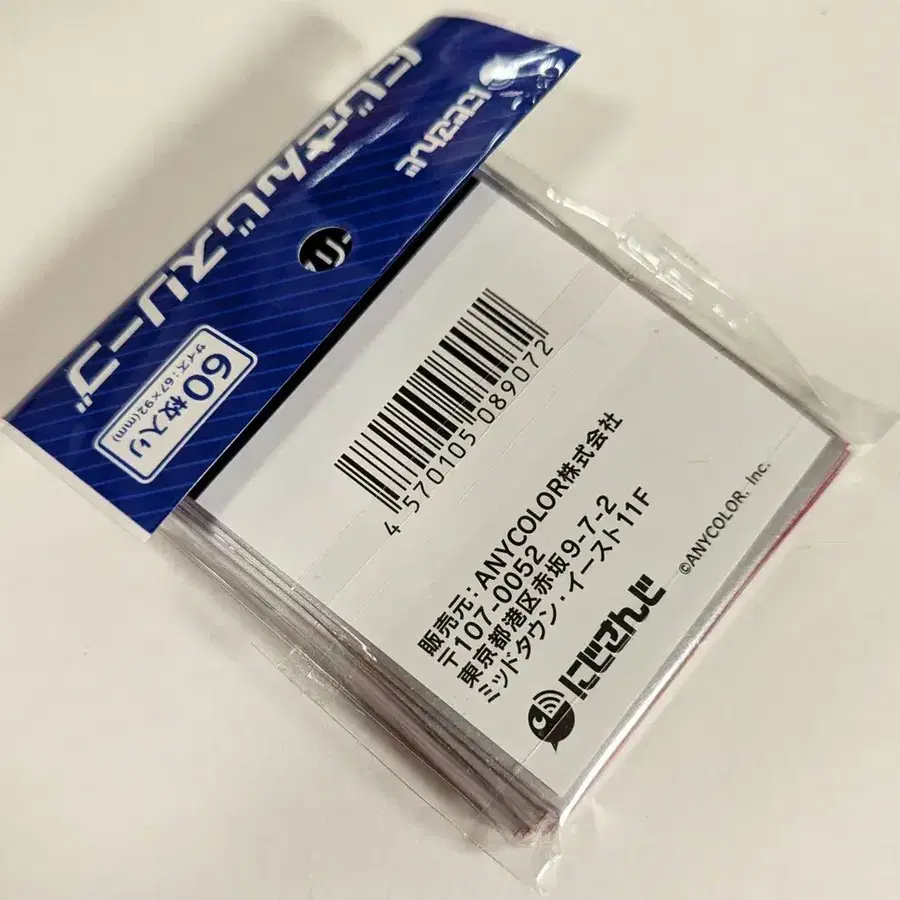 にじさんじ
にじさんじスリーブ
60枚入り
サイズ:67×92(mm)
4 570105 089072
販売元:ANYCOLOR株式会社
〒107-0052
東京都港区赤坂9-7-2
ミッドタウン・イースト11F
にじさんじ
©ANYCOLOR, Inc.